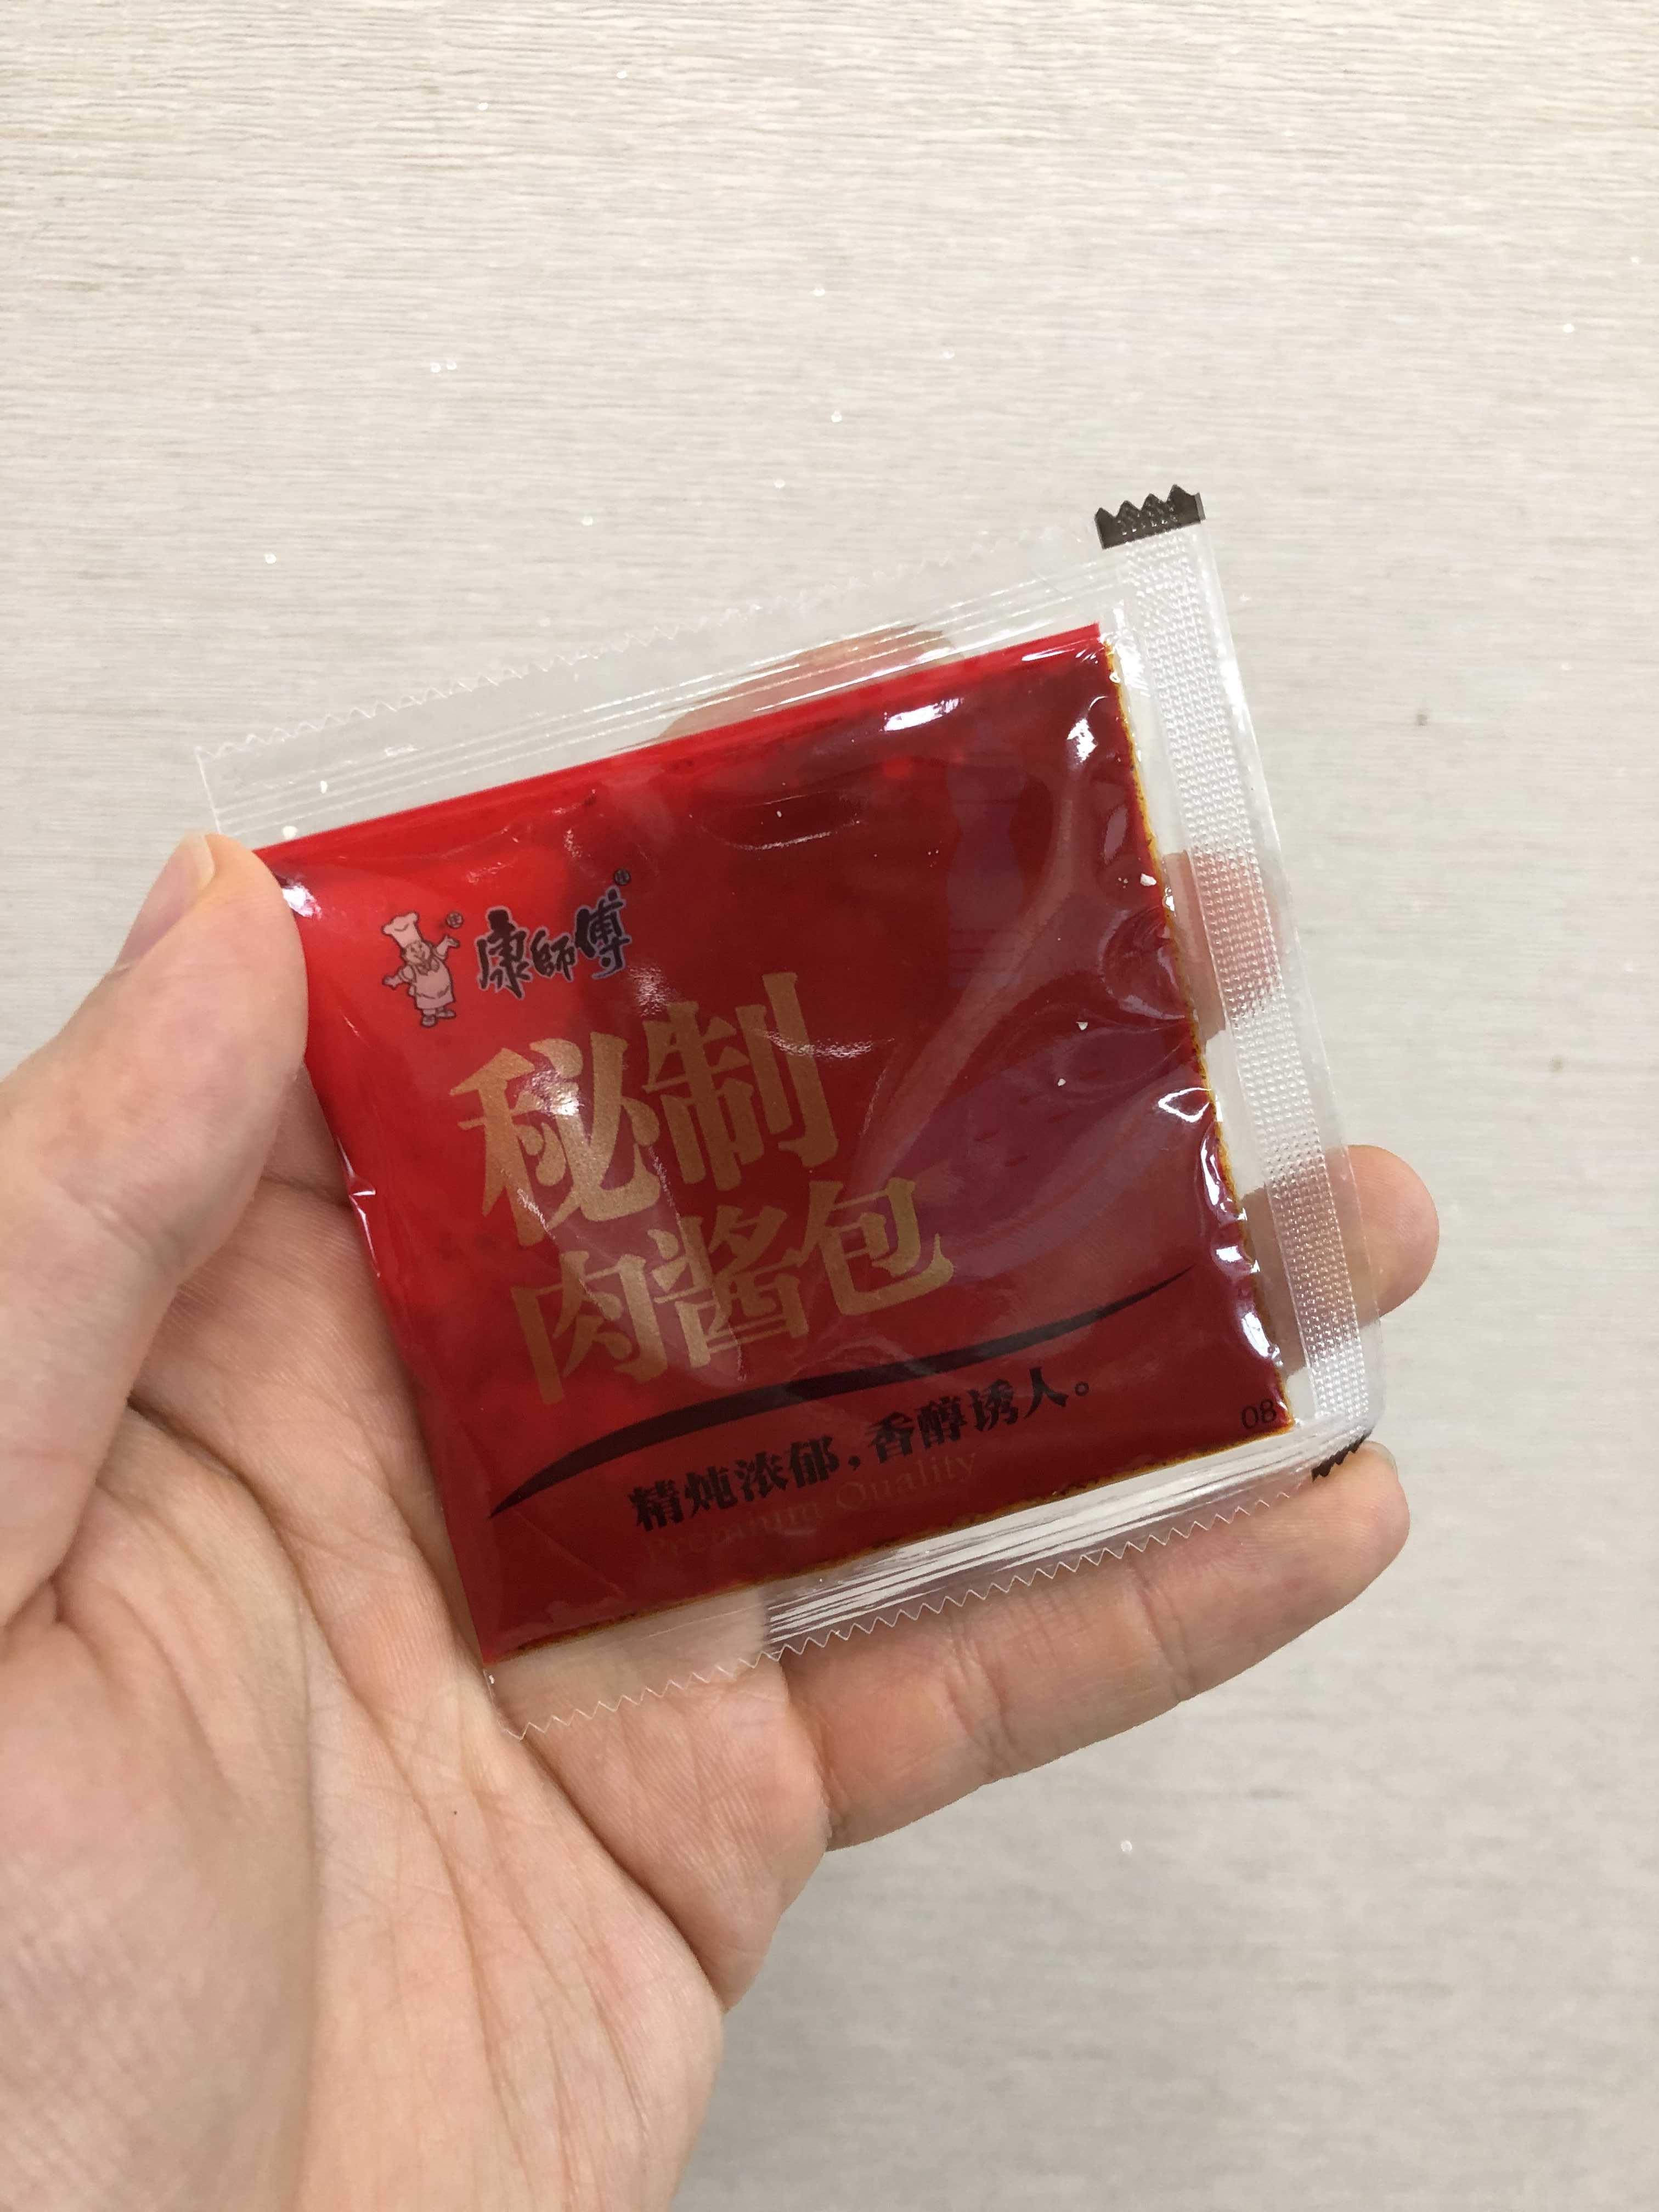 康師傅
秘制
肉酱包
精炖浓郁，香醇诱人。
Premium Quality
08